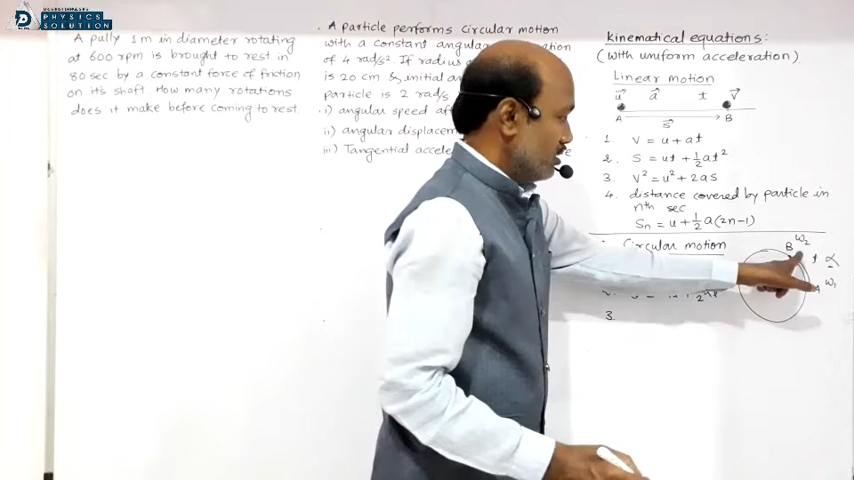 PHYSICS
SOLUTION
A pully 1m in diameter rotating
at 600 rpm is brought to rest in
80 sec by a constant force of friction
on it's shaft How many rotations
does it make before coming to rest.
. A particle performs circular motion
with a constant angular
of 4 rad/s². If radius
is 20 cm & initial
particle is 2 rad/s
i) angular speed
ii) angular displacem
iii) Tangential accele
kinematical equations:
(with uniform acceleration)
Linear motion
u⃗ a⃗ t v⃗
A B
s⃗
1. v = u + at
2. S = ut + ½at²
3. v² = u² + 2as
4. distance covered by particle in
nth sec
Sn = u + ½a(2n-1)
Circular motion
B ω₂
t α
A ω₁
2.
3.